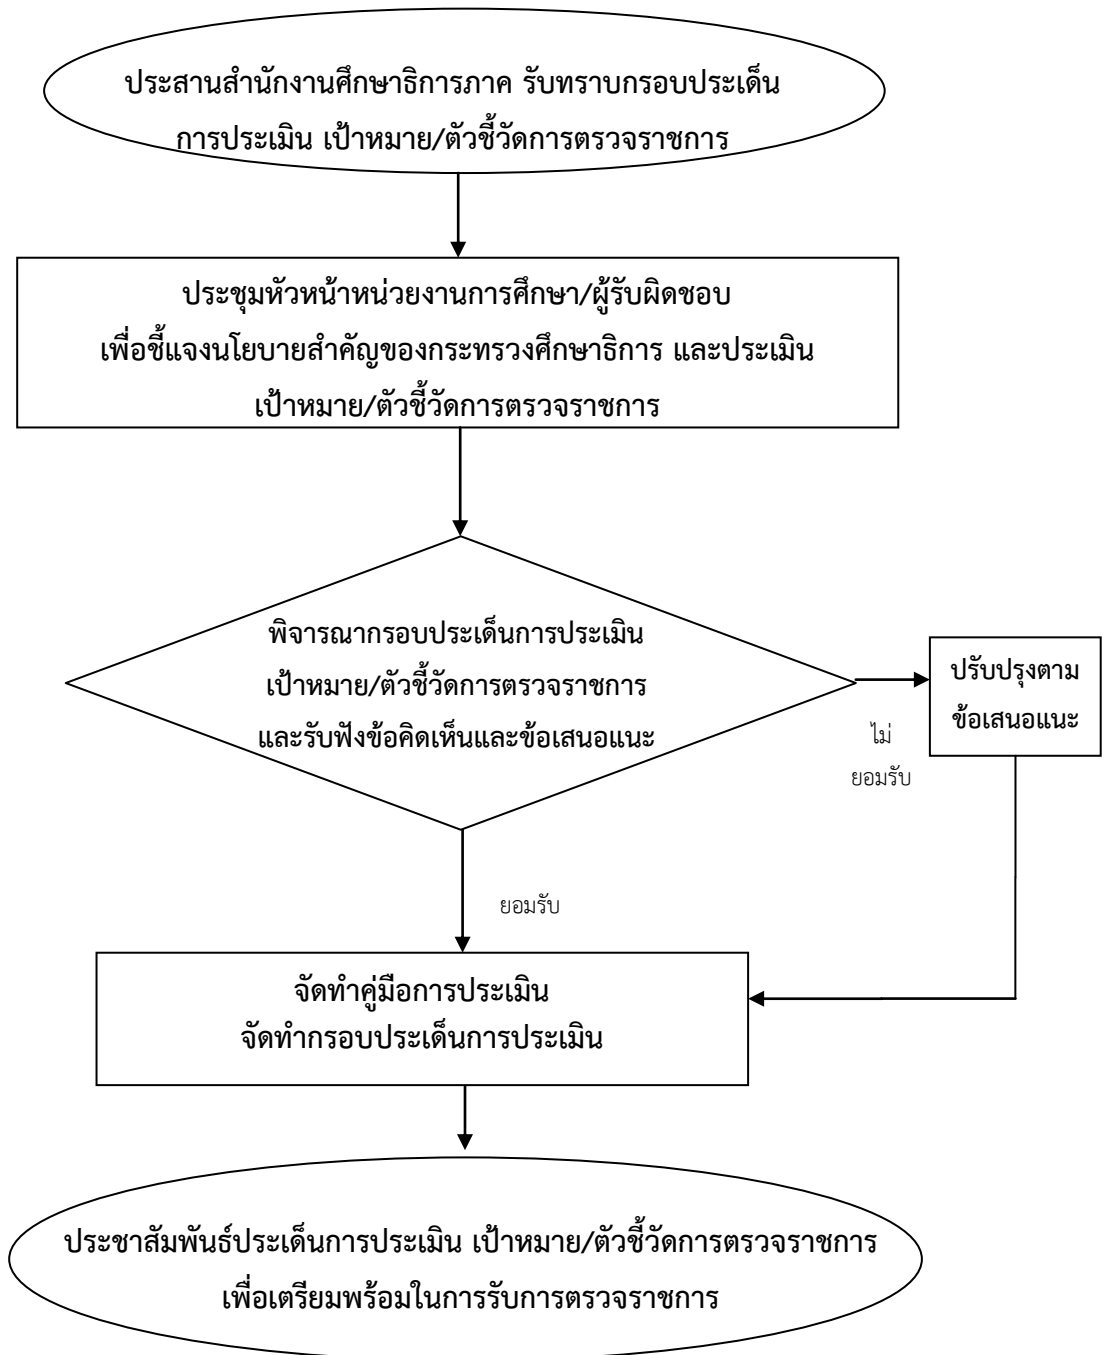 ประสานสำนักงานศึกษาธิการภาค รับทราบกรอบประเด็น
การประเมิน เป้าหมาย/ตัวชี้วัดการตรวจราชการ
ประชุมหัวหน้าหน่วยงานการศึกษา/ผู้รับผิดชอบ
เพื่อชี้แจงนโยบายสำคัญของกระทรวงศึกษาธิการ และประเมิน
เป้าหมาย/ตัวชี้วัดการตรวจราชการ
พิจารณากรอบประเด็นการประเมิน
เป้าหมาย/ตัวชี้วัดการตรวจราชการ
และรับฟังข้อคิดเห็นและข้อเสนอแนะ
ปรับปรุงตาม
ข้อเสนอแนะ
ไม่
ยอมรับ
ยอมรับ
จัดทำคู่มือการประเมิน
จัดทำกรอบประเด็นการประเมิน
ประชาสัมพันธ์ประเด็นการประเมิน เป้าหมาย/ตัวชี้วัดการตรวจราชการ
เพื่อเตรียมพร้อมในการรับการตรวจราชการ